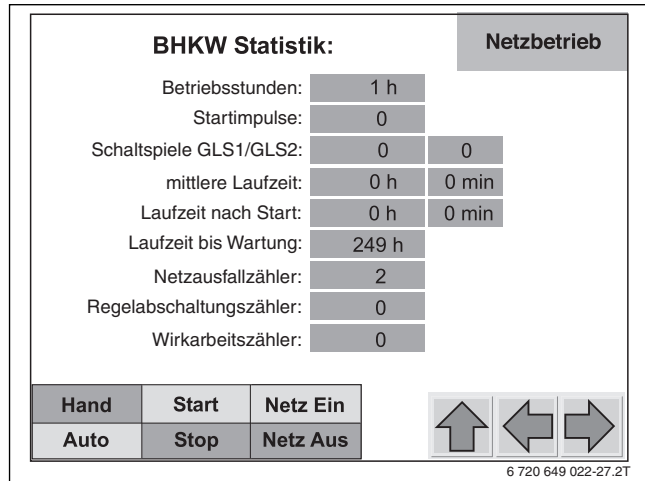 BHKW Statistik: Netzbetrieb
Betriebsstunden: 1 h
Startimpulse: 0
Schaltspiele GLS1/GLS2: 0 0
mittlere Laufzeit: 0 h 0 min
Laufzeit nach Start: 0 h 0 min
Laufzeit bis Wartung: 249 h
Netzausfallzähler: 2
Regelabschaltungszähler: 0
Wirkarbeitszähler: 0
Hand Start Netz Ein
Auto Stop Netz Aus
6 720 649 022-27.2T